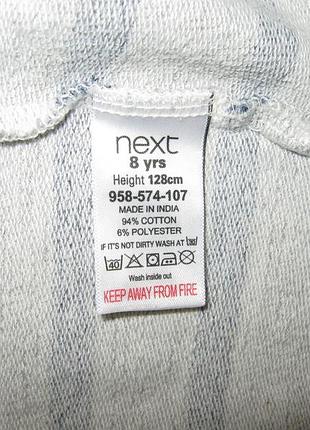 next
8 yrs
Height 128cm
958-574-107
MADE IN INDIA
94% COTTON
6% POLYESTER
IF IT'S NOT DIRTY WASH AT 30
40
Wash inside out
KEEP AWAY FROM FIRE